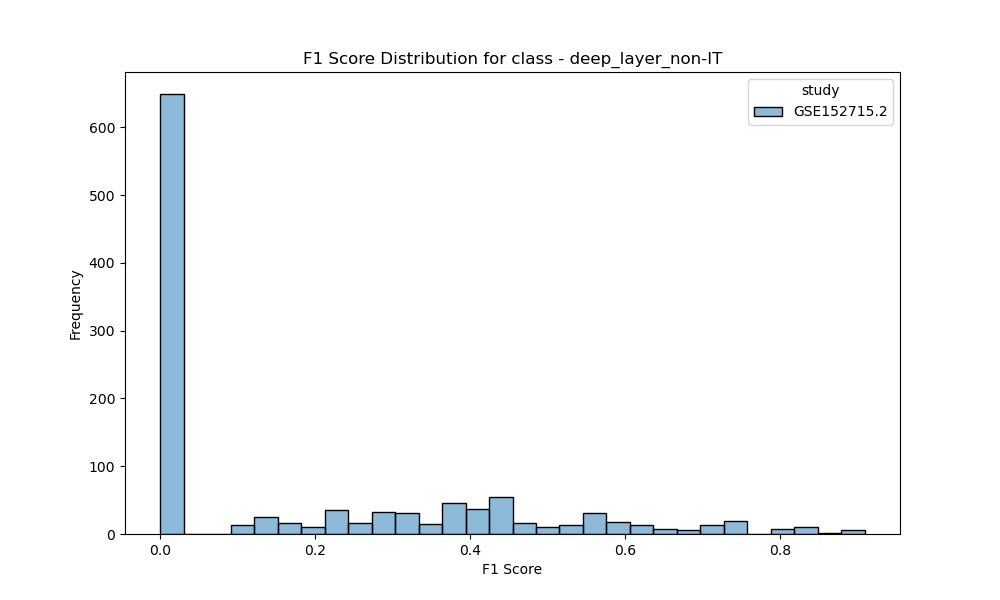 F1 Score Distribution for class - deep_layer_non-IT
study
GSE152715.2
Frequency
600
500
400
300
200
100
0
0.0 0.2 0.4 0.6 0.8
F1 Score